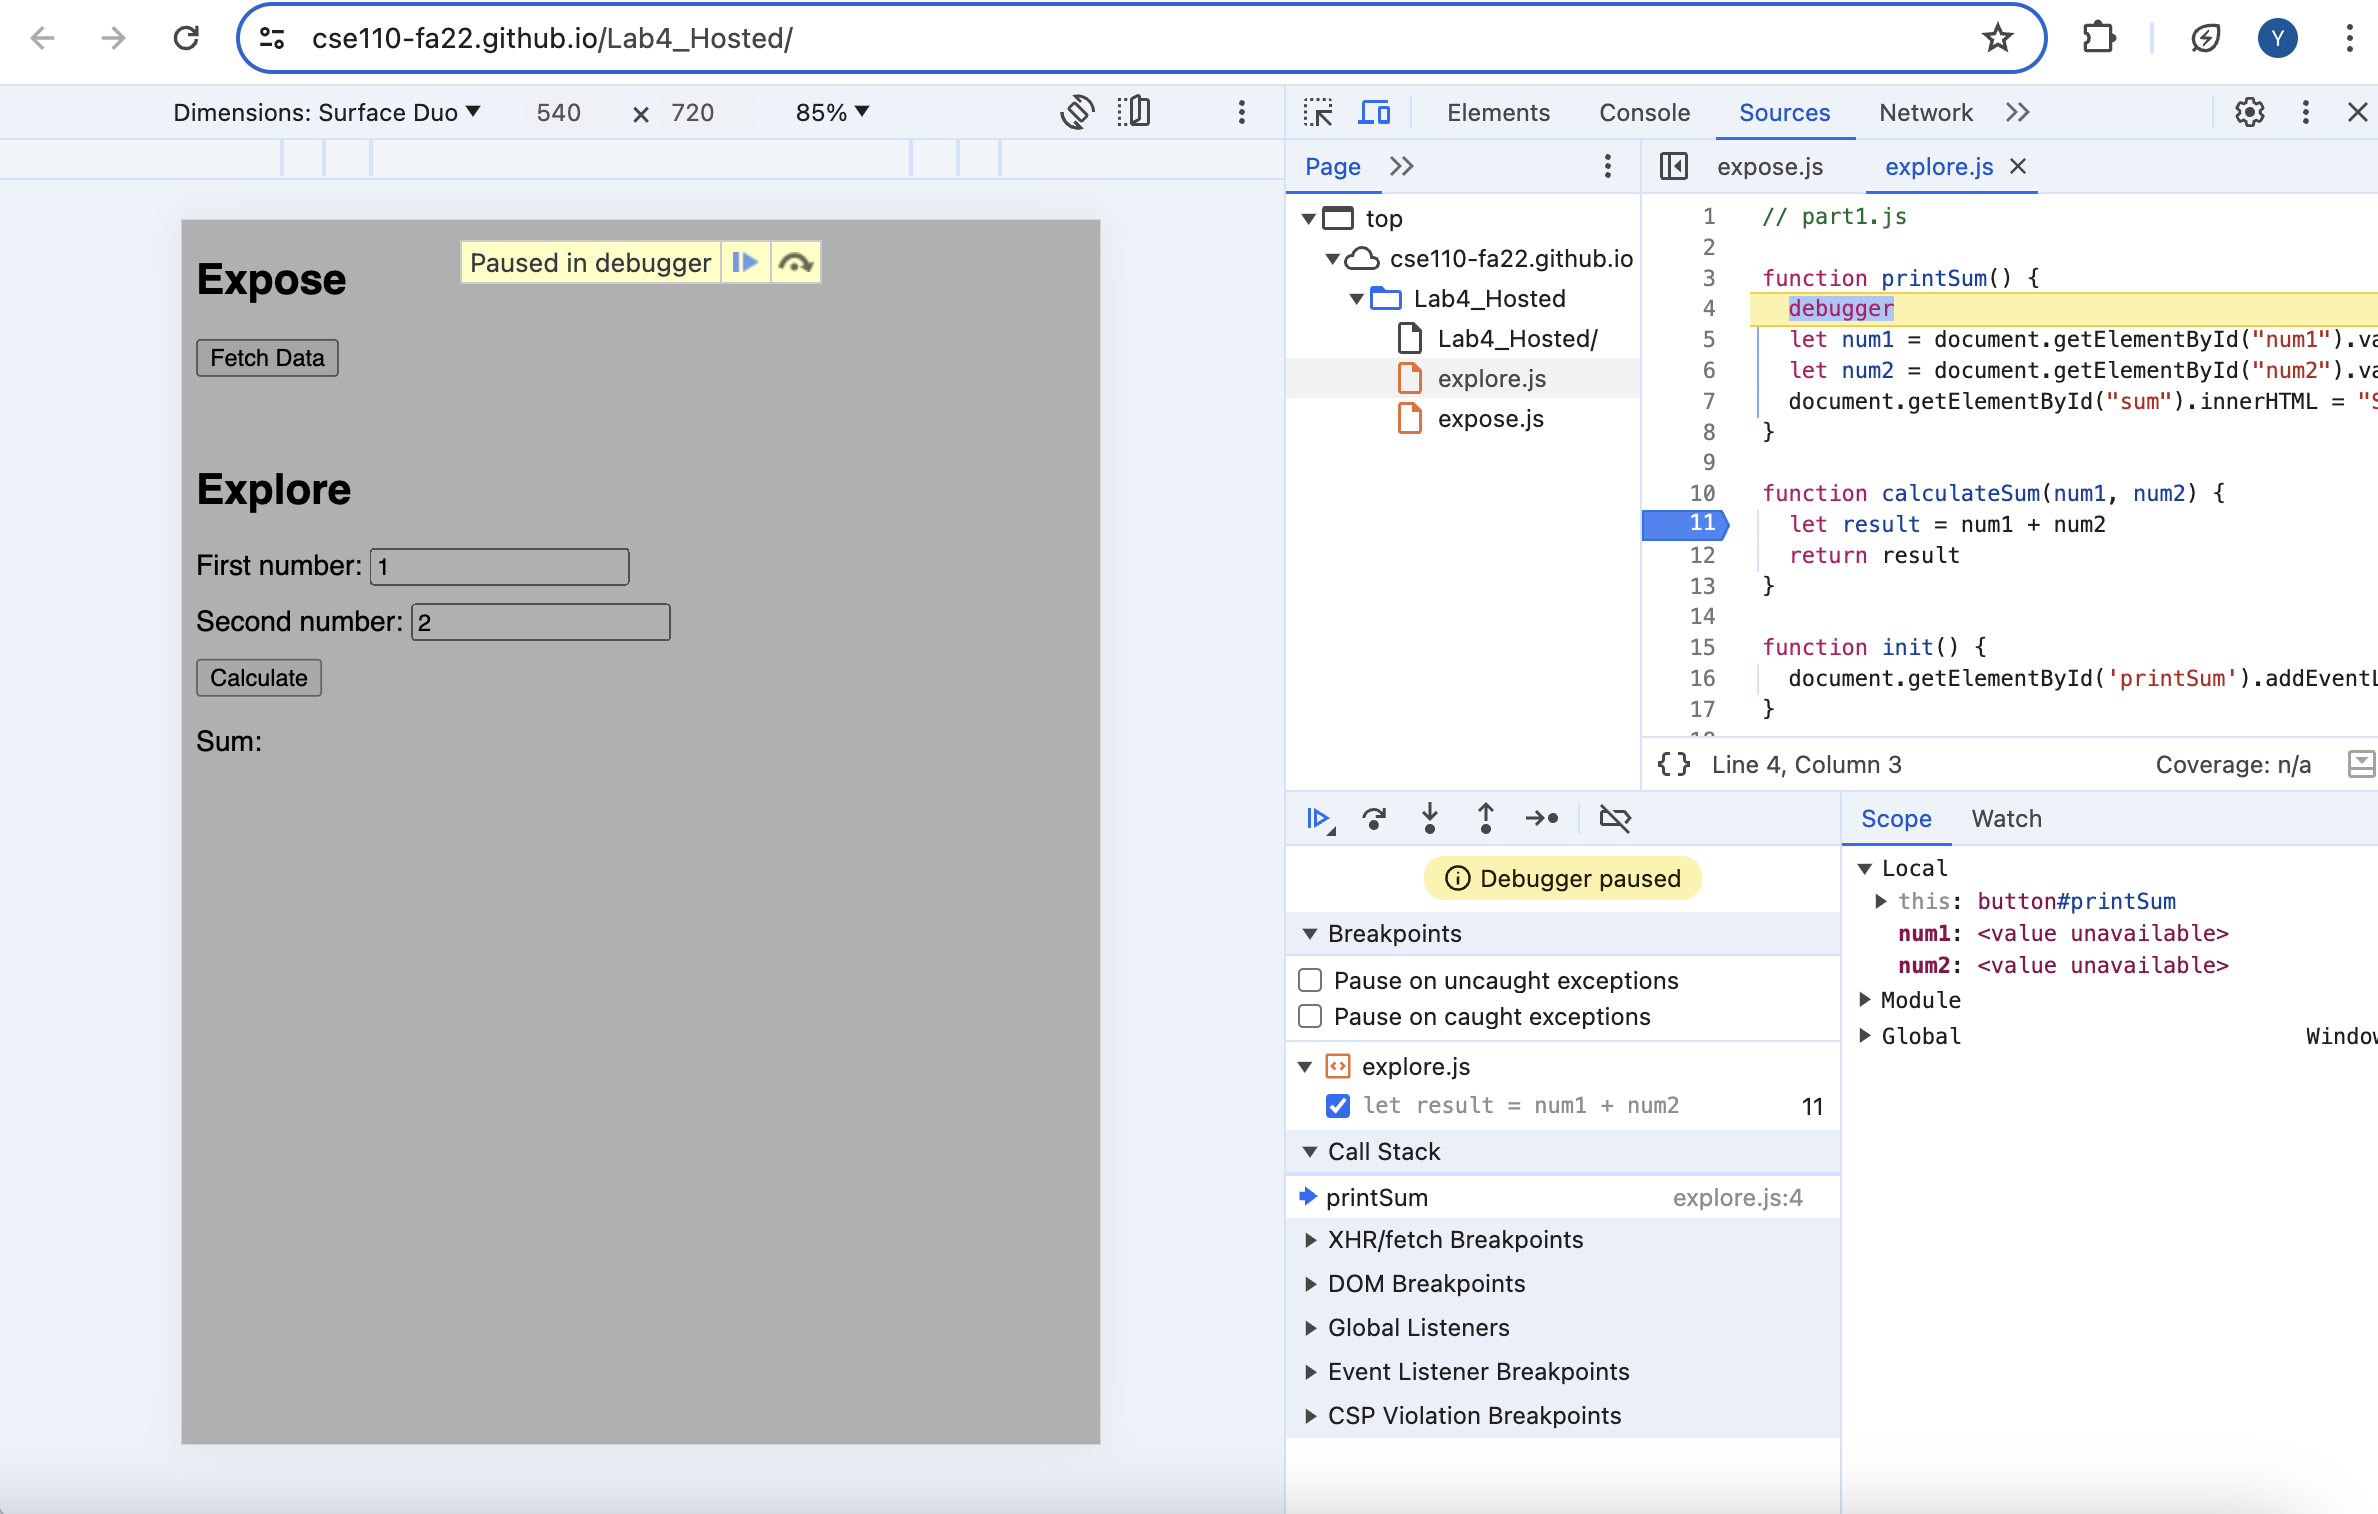 cse110-fa22.github.io/Lab4_Hosted/
Y
Dimensions: Surface Duo 540 × 720 85%
Elements Console Sources Network
Page
expose.js explore.js
top
cse110-fa22.github.io
Lab4_Hosted
Lab4_Hosted/
explore.js
expose.js
Paused in debugger
Expose
Fetch Data
Explore
First number: 1
Second number: 2
Calculate
Sum:
1 // part1.js
2
3 function printSum() {
4 debugger
5 let num1 = document.getElementById("num1").va
6 let num2 = document.getElementById("num2").va
7 document.getElementById("sum").innerHTML = "S
8 }
9
10 function calculateSum(num1, num2) {
11 let result = num1 + num2
12 return result
13 }
14
15 function init() {
16 document.getElementById('printSum').addEventL
17 }
{} Line 4, Column 3 Coverage: n/a
Debugger paused
Breakpoints
Pause on uncaught exceptions
Pause on caught exceptions
explore.js
let result = num1 + num2 11
Call Stack
printSum explore.js:4
XHR/fetch Breakpoints
DOM Breakpoints
Global Listeners
Event Listener Breakpoints
CSP Violation Breakpoints
Scope Watch
Local
this: button#printSum
num1: <value unavailable>
num2: <value unavailable>
Module
Global Window